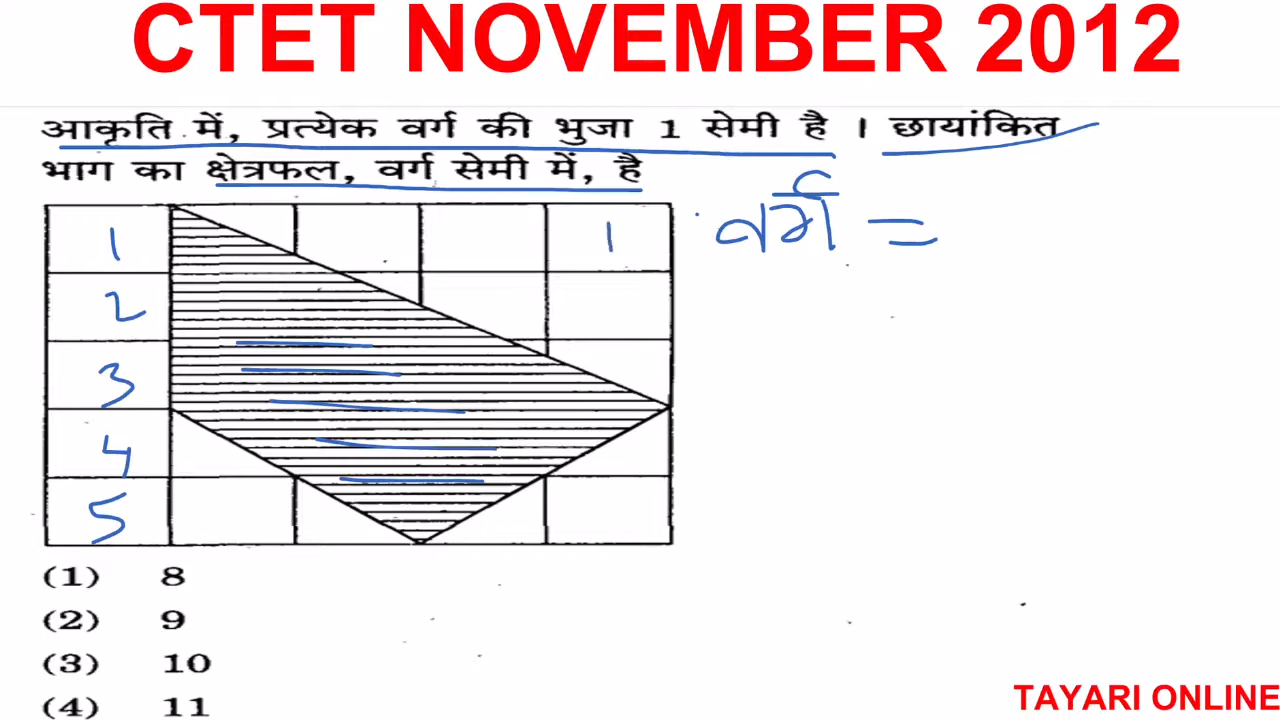 CTET NOVEMBER 2012
आकृति में, प्रत्येक वर्ग की भुजा 1 सेमी है । छायांकित
भाग का क्षेत्रफल, वर्ग सेमी में, है
वर्ग =
1 1
2
3
4
5
(1) 8
(2) 9
(3) 10
(4) 11
TAYARI ONLINE